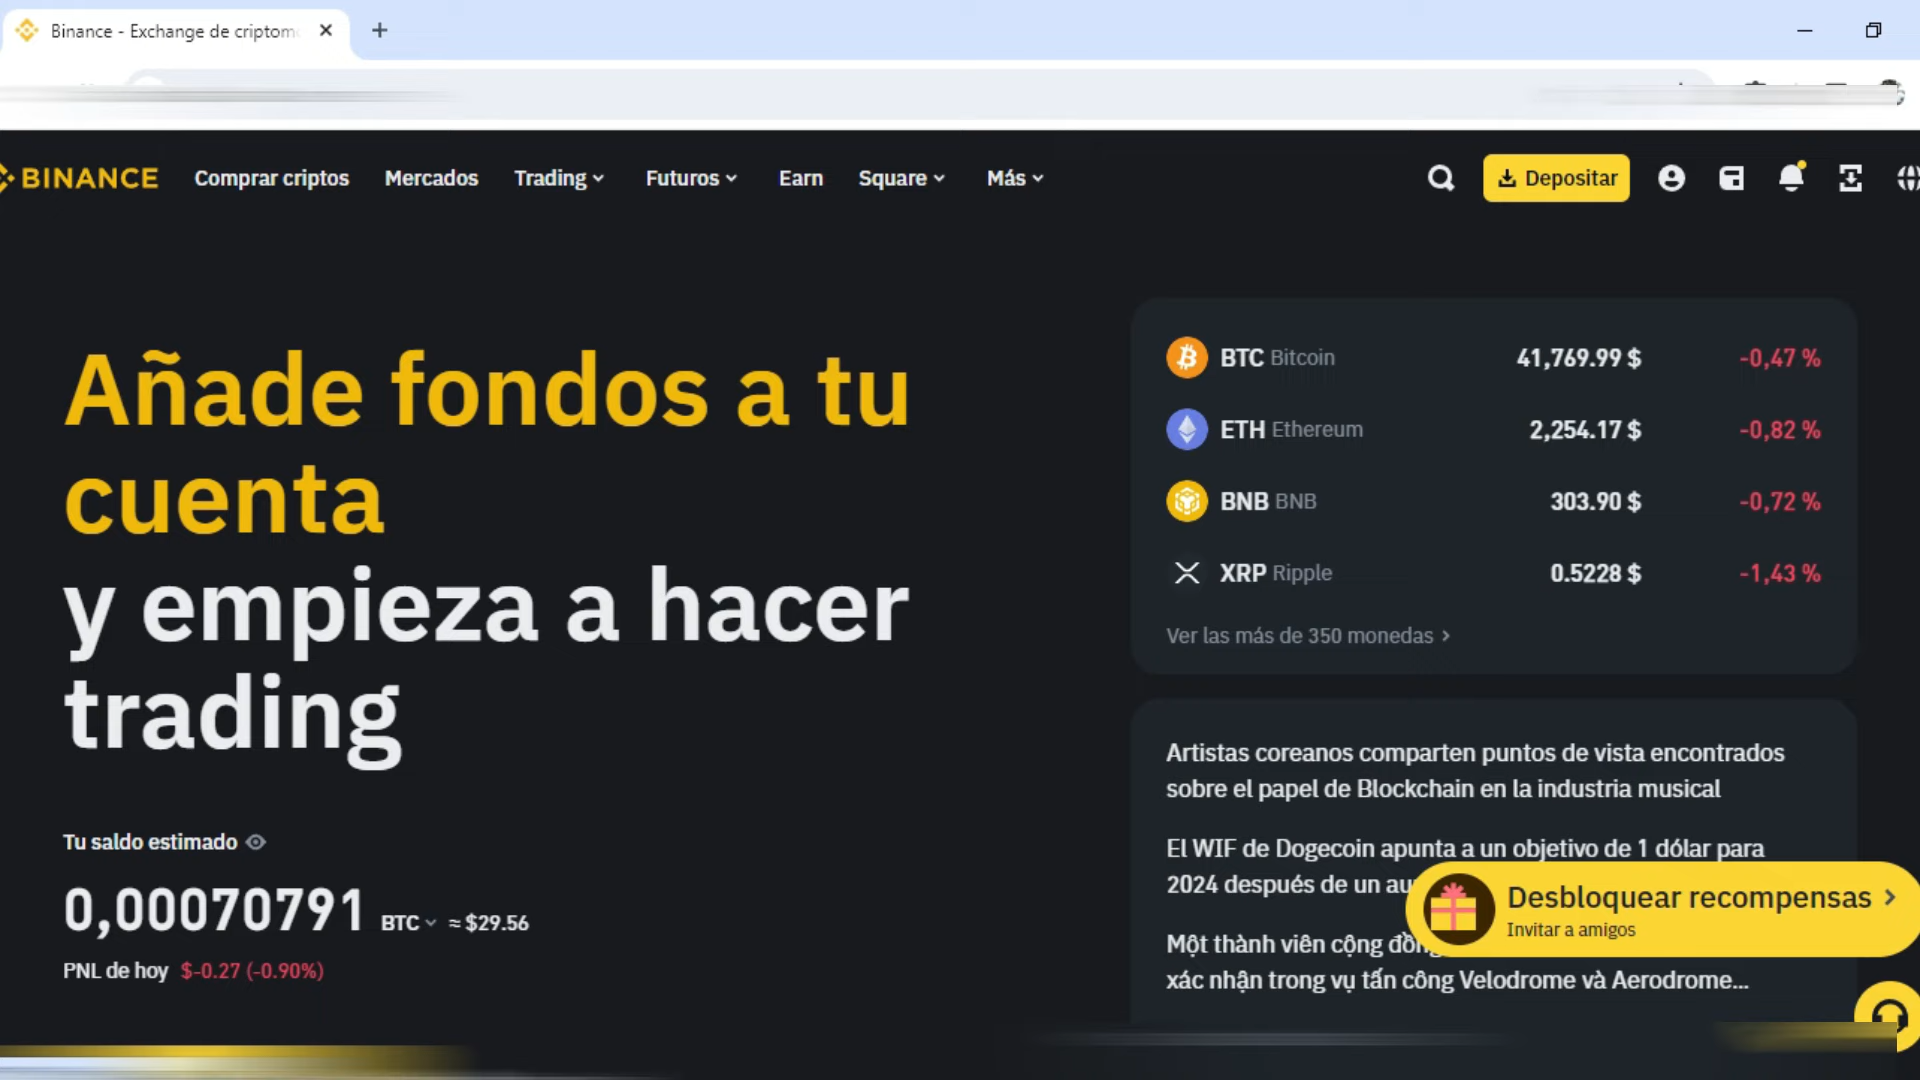 Binance - Exchange de criptom
BINANCE Comprar criptos Mercados Trading Futuros Earn Square Más Depositar
Añade fondos a tu
cuenta
y empieza a hacer
trading
Tu saldo estimado
0,00070791 BTC ≈ $29.56
PNL de hoy $-0.27 (-0.90%)
BTC Bitcoin 41,769.99 $ -0,47 %
ETH Ethereum 2,254.17 $ -0,82 %
BNB BNB 303.90 $ -0,72 %
XRP Ripple 0.5228 $ -1,43 %
Ver las más de 350 monedas
Artistas coreanos comparten puntos de vista encontrados
sobre el papel de Blockchain en la industria musical
El WIF de Dogecoin apunta a un objetivo de 1 dólar para
2024 después de un au
Một thành viên cộng đồng
xác nhận trong vụ tấn công Velodrome và Aerodrome...
Desbloquear recompensas
Invitar a amigos